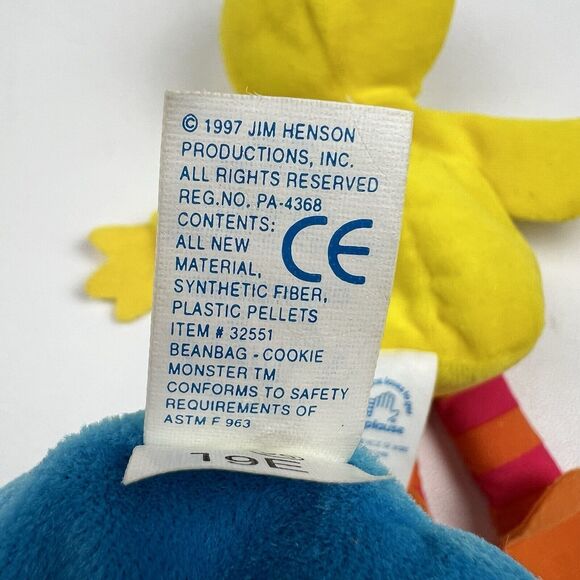 © 1997 JIM HENSON
PRODUCTIONS, INC.
ALL RIGHTS RESERVED
REG.NO. PA-4368
CONTENTS:
ALL NEW
MATERIAL,
SYNTHETIC FIBER,
PLASTIC PELLETS
ITEM # 32551
BEANBAG - COOKIE
MONSTER TM
CONFORMS TO SAFETY
REQUIREMENTS OF
ASTM F 963
CE
19E